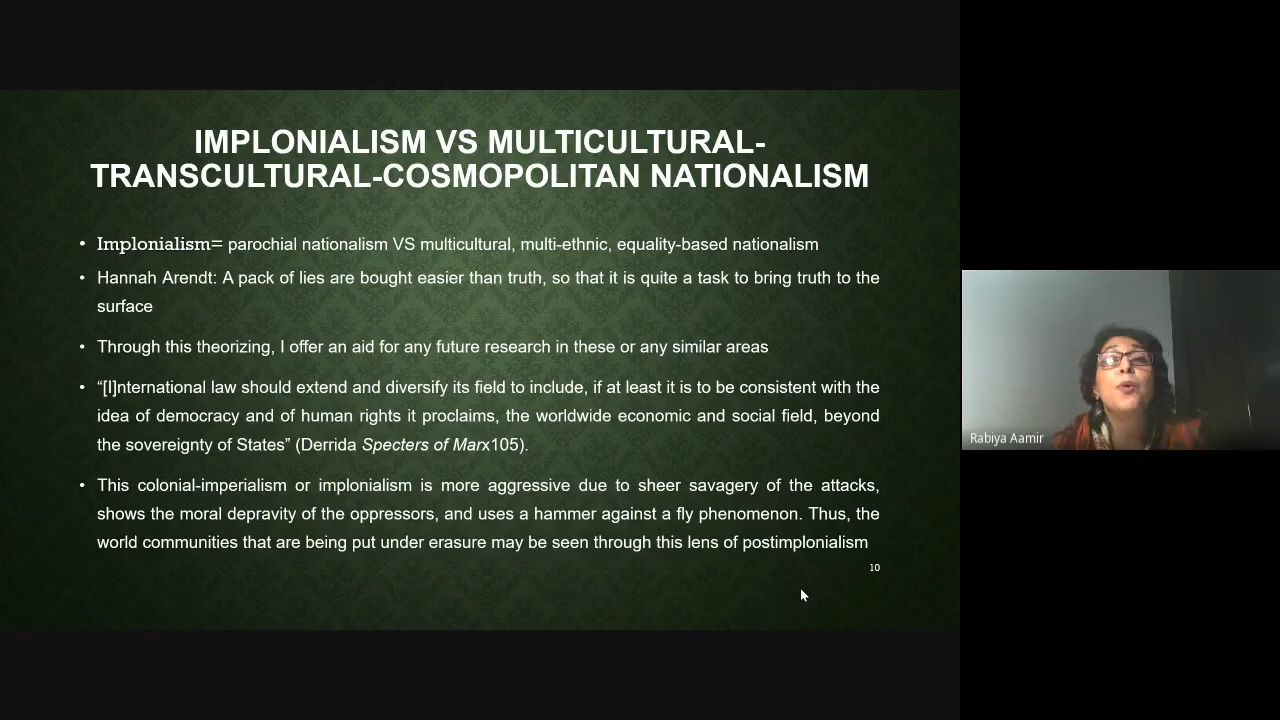 IMPLONIALISM VS MULTICULTURAL-
TRANSCULTURAL-COSMOPOLITAN NATIONALISM
• Implonialism= parochial nationalism VS multicultural, multi-ethnic, equality-based nationalism
• Hannah Arendt: A pack of lies are bought easier than truth, so that it is quite a task to bring truth to the
surface
• Through this theorizing, I offer an aid for any future research in these or any similar areas
• “[I]nternational law should extend and diversify its field to include, if at least it is to be consistent with the
idea of democracy and of human rights it proclaims, the worldwide economic and social field, beyond
the sovereignty of States” (Derrida Specters of Marx105).
• This colonial-imperialism or implonialism is more aggressive due to sheer savagery of the attacks,
shows the moral depravity of the oppressors, and uses a hammer against a fly phenomenon. Thus, the
world communities that are being put under erasure may be seen through this lens of postimplonialism
10
Rabiya Aamir